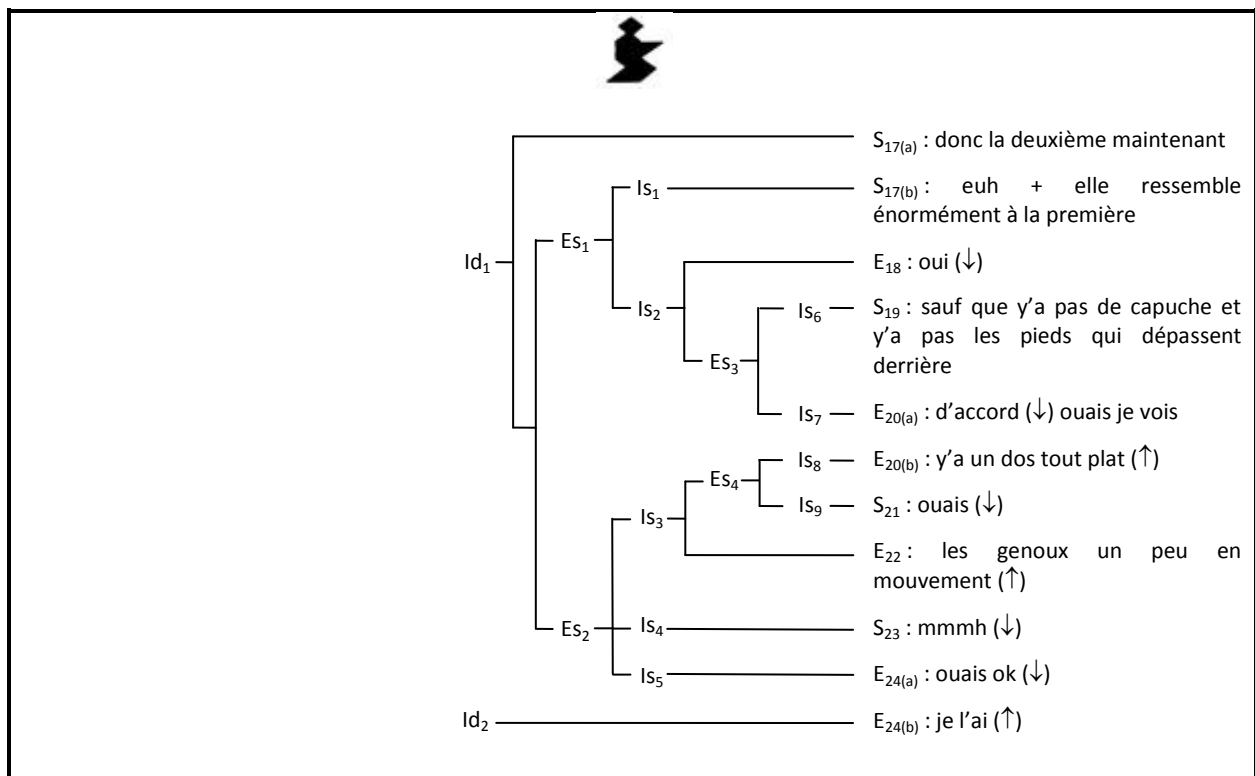 S17(a) : donc la deuxième maintenant
Is1
S17(b) : euh + elle ressemble
énormément à la première
Es1
Id1
E18 : oui (↓)
Is2
Is6
S19 : sauf que y’a pas de capuche et
y’a pas les pieds qui dépassent
derrière
Es3
Is7
E20(a) : d’accord (↓) ouais je vois
Is8
E20(b) : y’a un dos tout plat (↑)
Es4
Is9
S21 : ouais (↓)
Is3
E22 : les genoux un peu en
mouvement (↑)
Es2
Is4
S23 : mmmh (↓)
Is5
E24(a) : ouais ok (↓)
Id2
E24(b) : je l’ai (↑)